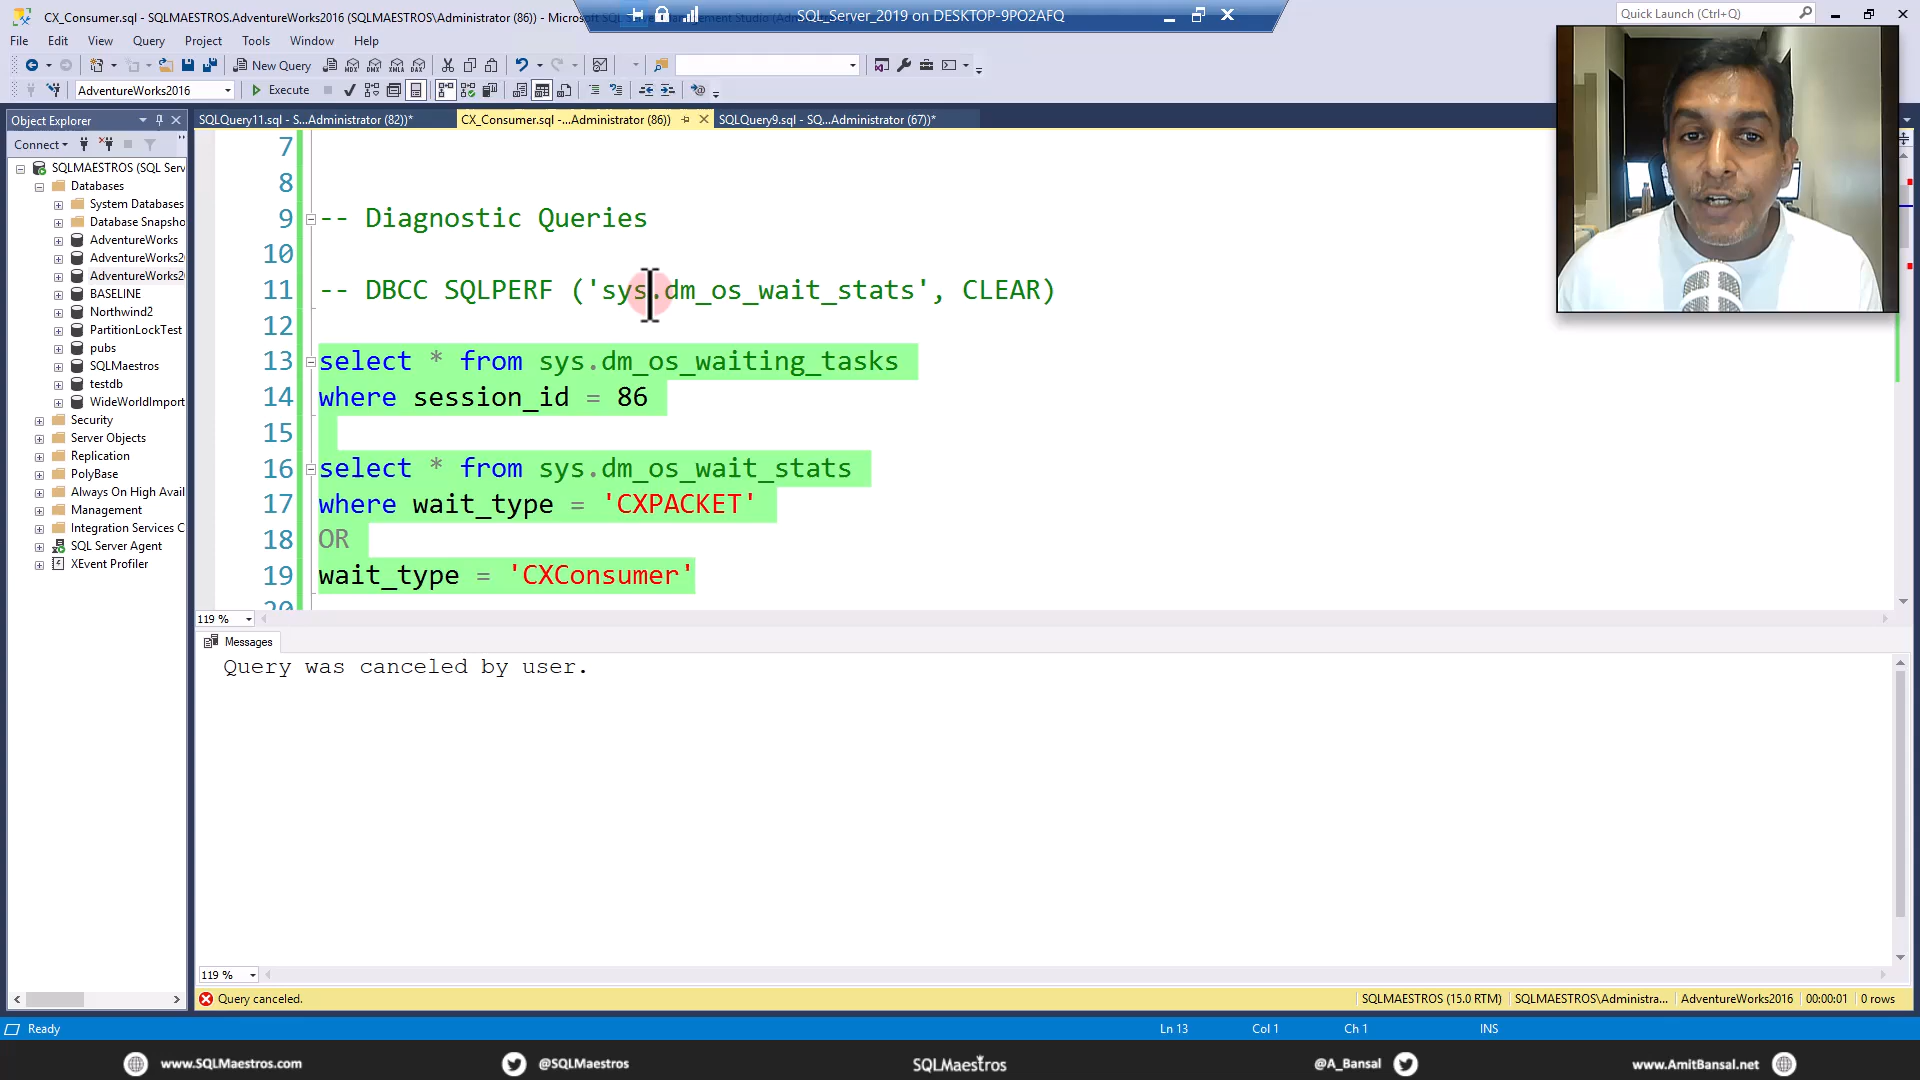 CX_Consumer.sql - SQLMAESTROS.AdventureWorks2016 (SQLMAESTROS\Administrator (86)) - Microsoft SQL
SQL_Server_2019 on DESKTOP-9PO2AFQ
Quick Launch (Ctrl+Q)
File Edit View Query Project Tools Window Help
New Query
AdventureWorks2016
Execute
Object Explorer
SQLQuery11.sql - S...Administrator (82))*
CX_Consumer.sql -...Administrator (86))
SQLQuery9.sql - SQ...Administrator (67))*
Connect
SQLMAESTROS (SQL Serv
Databases
System Databases
Database Snapsho
AdventureWorks
AdventureWorks2
AdventureWorks2
BASELINE
Northwind2
PartitionLockTest
pubs
SQLMaestros
testdb
WideWorldImport
Security
Server Objects
Replication
PolyBase
Always On High Avail
Management
Integration Services C
SQL Server Agent
XEvent Profiler
7
8
9 -- Diagnostic Queries
10
11 -- DBCC SQLPERF ('sys.dm_os_wait_stats', CLEAR)
12
13 select * from sys.dm_os_waiting_tasks
14 where session_id = 86
15
16 select * from sys.dm_os_wait_stats
17 where wait_type = 'CXPACKET'
18 OR
19 wait_type = 'CXConsumer'
20
119 %
Messages
Query was canceled by user.
119 %
Query canceled.
SQLMAESTROS (15.0 RTM)
SQLMAESTROS\Administra...
AdventureWorks2016
00:00:01
0 rows
Ready
Ln 13
Col 1
Ch 1
INS
www.SQLMaestros.com
@SQLMaestros
SQLMaestros
@A_Bansal
www.AmitBansal.net